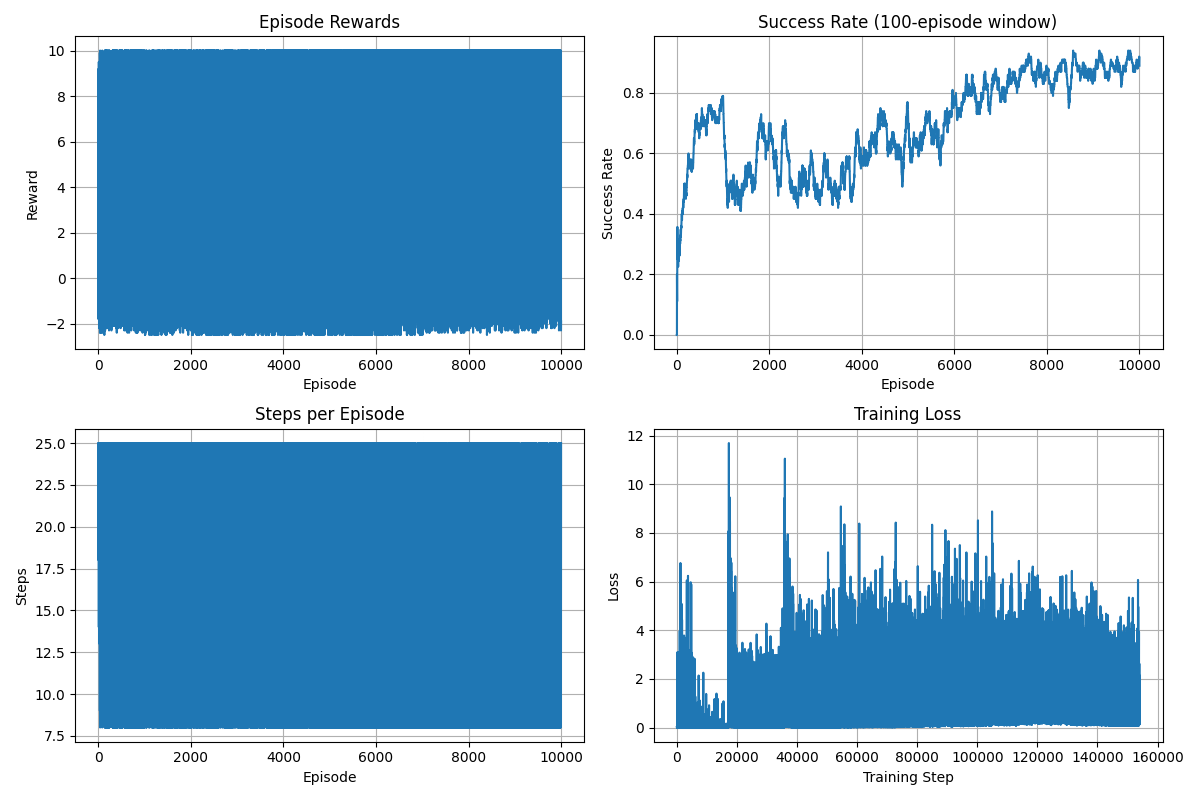 Episode Rewards
Reward
10
8
6
4
2
0
−2
0 2000 4000 6000 8000 10000
Episode
Success Rate (100-episode window)
Success Rate
0.8
0.6
0.4
0.2
0.0
0 2000 4000 6000 8000 10000
Episode
Steps per Episode
Steps
25.0
22.5
20.0
17.5
15.0
12.5
10.0
7.5
0 2000 4000 6000 8000 10000
Episode
Training Loss
Loss
12
10
8
6
4
2
0
0 20000 40000 60000 80000 100000 120000 140000 160000
Training Step